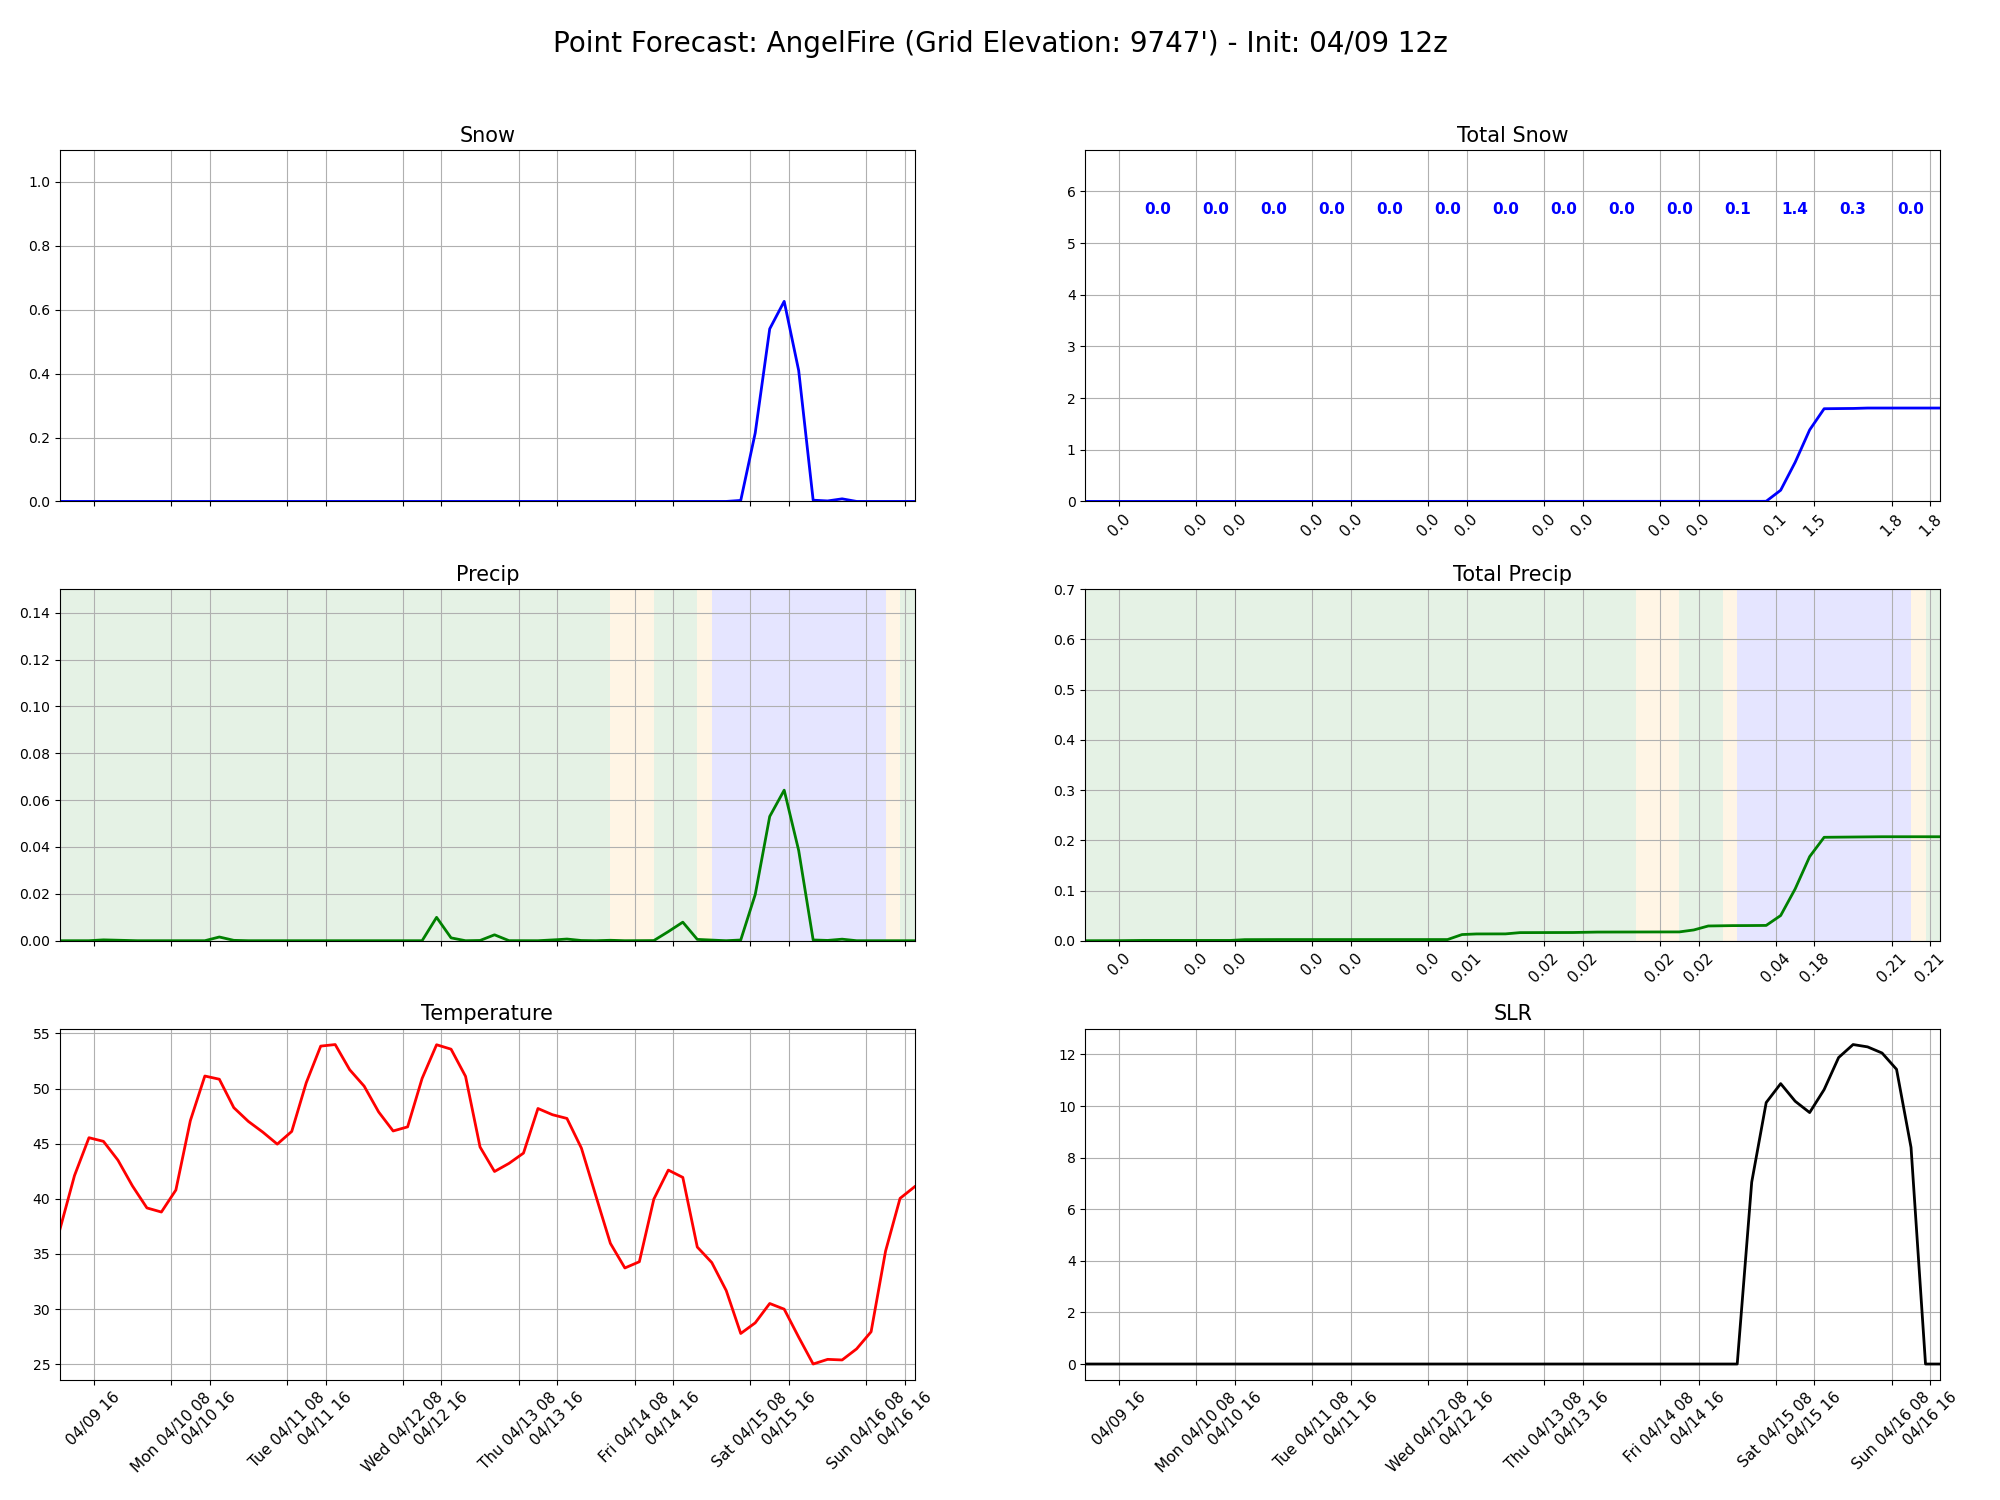 Point Forecast: AngelFire (Grid Elevation: 9747') - Init: 04/09 12z
Snow
1.0
0.8
0.6
0.4
0.2
0.0
Total Snow
6
5
4
3
2
1
0
0.0 0.0 0.0 0.0 0.0 0.0 0.0 0.0 0.0 0.0 0.1 1.4 0.3 0.0
0.0 0.0 0.0 0.0 0.0 0.0 0.0 0.0 0.0 0.0 0.0 0.1 1.5 1.8 1.8
Precip
0.14
0.12
0.10
0.08
0.06
0.04
0.02
0.00
Total Precip
0.7
0.6
0.5
0.4
0.3
0.2
0.1
0.0
0.0 0.0 0.0 0.0 0.0 0.0 0.01 0.02 0.02 0.02 0.02 0.04 0.18 0.21 0.21
Temperature
55
50
45
40
35
30
25
04/09 16
Mon 04/10 08
04/10 16
Tue 04/11 08
04/11 16
Wed 04/12 08
04/12 16
Thu 04/13 08
04/13 16
Fri 04/14 08
04/14 16
Sat 04/15 08
04/15 16
Sun 04/16 08
04/16 16
SLR
12
10
8
6
4
2
0
04/09 16
Mon 04/10 08
04/10 16
Tue 04/11 08
04/11 16
Wed 04/12 08
04/12 16
Thu 04/13 08
04/13 16
Fri 04/14 08
04/14 16
Sat 04/15 08
04/15 16
Sun 04/16 08
04/16 16